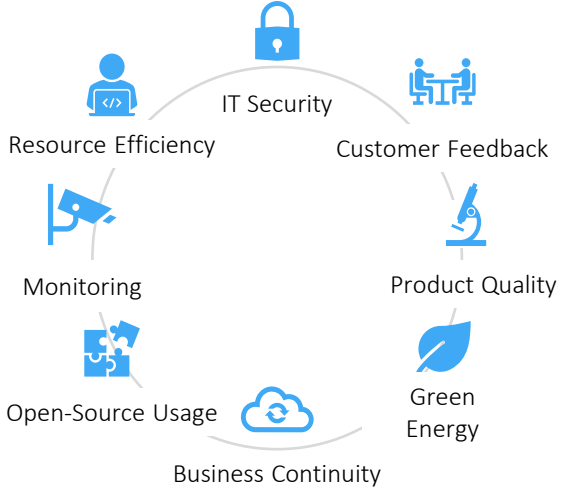 IT Security
Resource Efficiency
Customer Feedback
Monitoring
Product Quality
Open-Source Usage
Green
Energy
Business Continuity